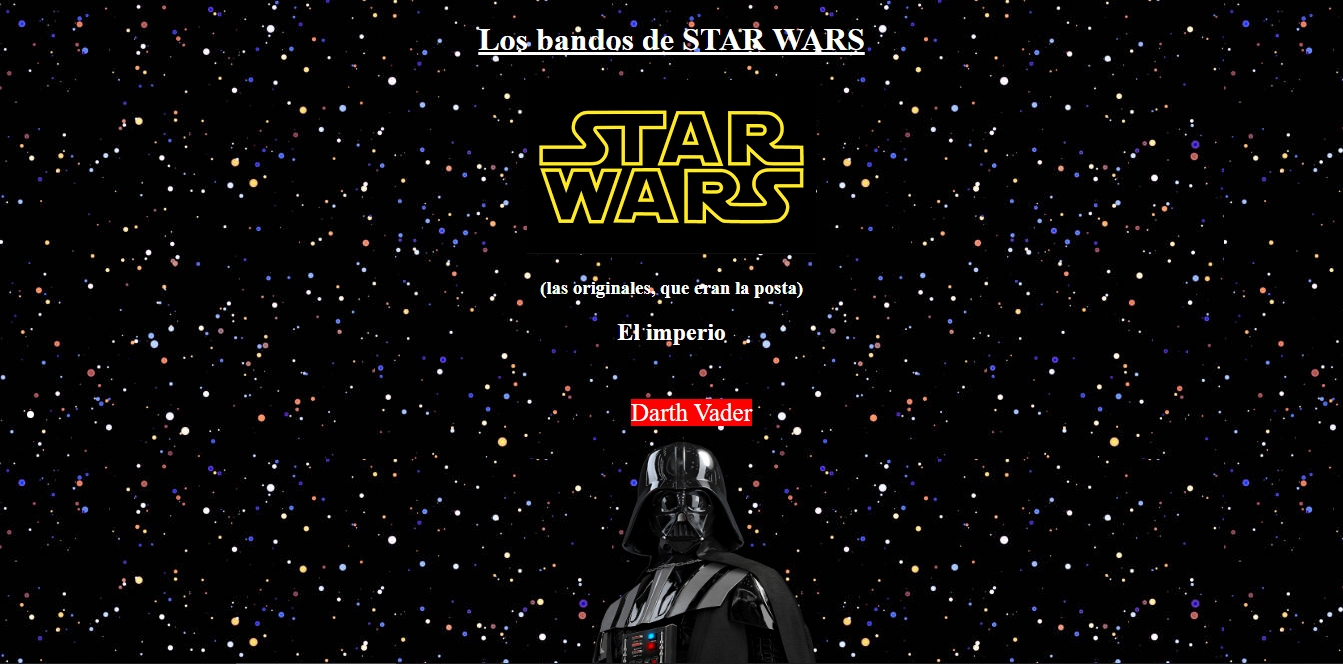 Los bandos de STAR WARS
STAR
WARS
(las originales, que eran la posta)
El imperio
Darth Vader